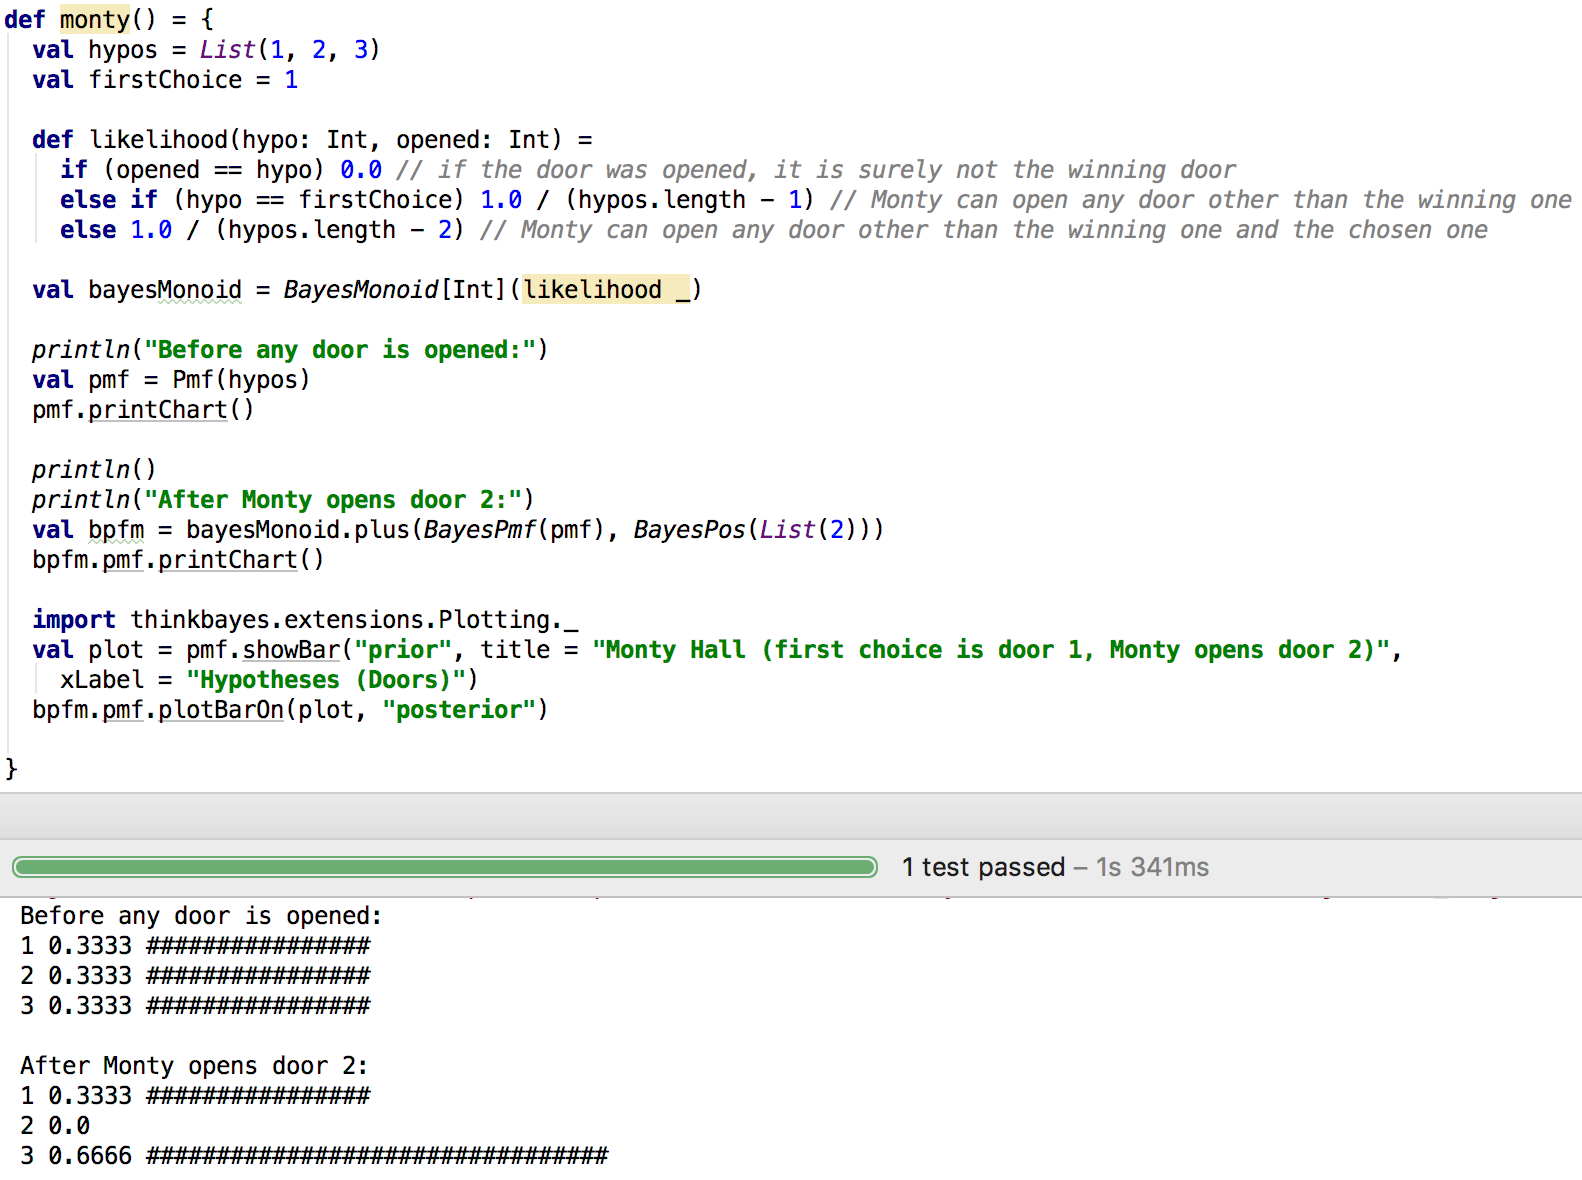 def monty() = {
  val hypos = List(1, 2, 3)
  val firstChoice = 1
  def likelihood(hypo: Int, opened: Int) =
    if (opened == hypo) 0.0 // if the door was opened, it is surely not the winning door
    else if (hypo == firstChoice) 1.0 / (hypos.length - 1) // Monty can open any door other than the winning one
    else 1.0 / (hypos.length - 2) // Monty can open any door other than the winning one and the chosen one
  val bayesMonoid = BayesMonoid[Int](likelihood _)
  println("Before any door is opened:")
  val pmf = Pmf(hypos)
  pmf.printChart()
  println()
  println("After Monty opens door 2:")
  val bpfm = bayesMonoid.plus(BayesPmf(pmf), BayesPos(List(2)))
  bpfm.pmf.printChart()
  import thinkbayes.extensions.Plotting._
  val plot = pmf.showBar("prior", title = "Monty Hall (first choice is door 1, Monty opens door 2)",
    xLabel = "Hypotheses (Doors)")
  bpfm.pmf.plotBarOn(plot, "posterior")
}
1 test passed – 1s 341ms
Before any door is opened:
1 0.3333 ################
2 0.3333 ################
3 0.3333 ################
After Monty opens door 2:
1 0.3333 ################
2 0.0
3 0.6666 #################################